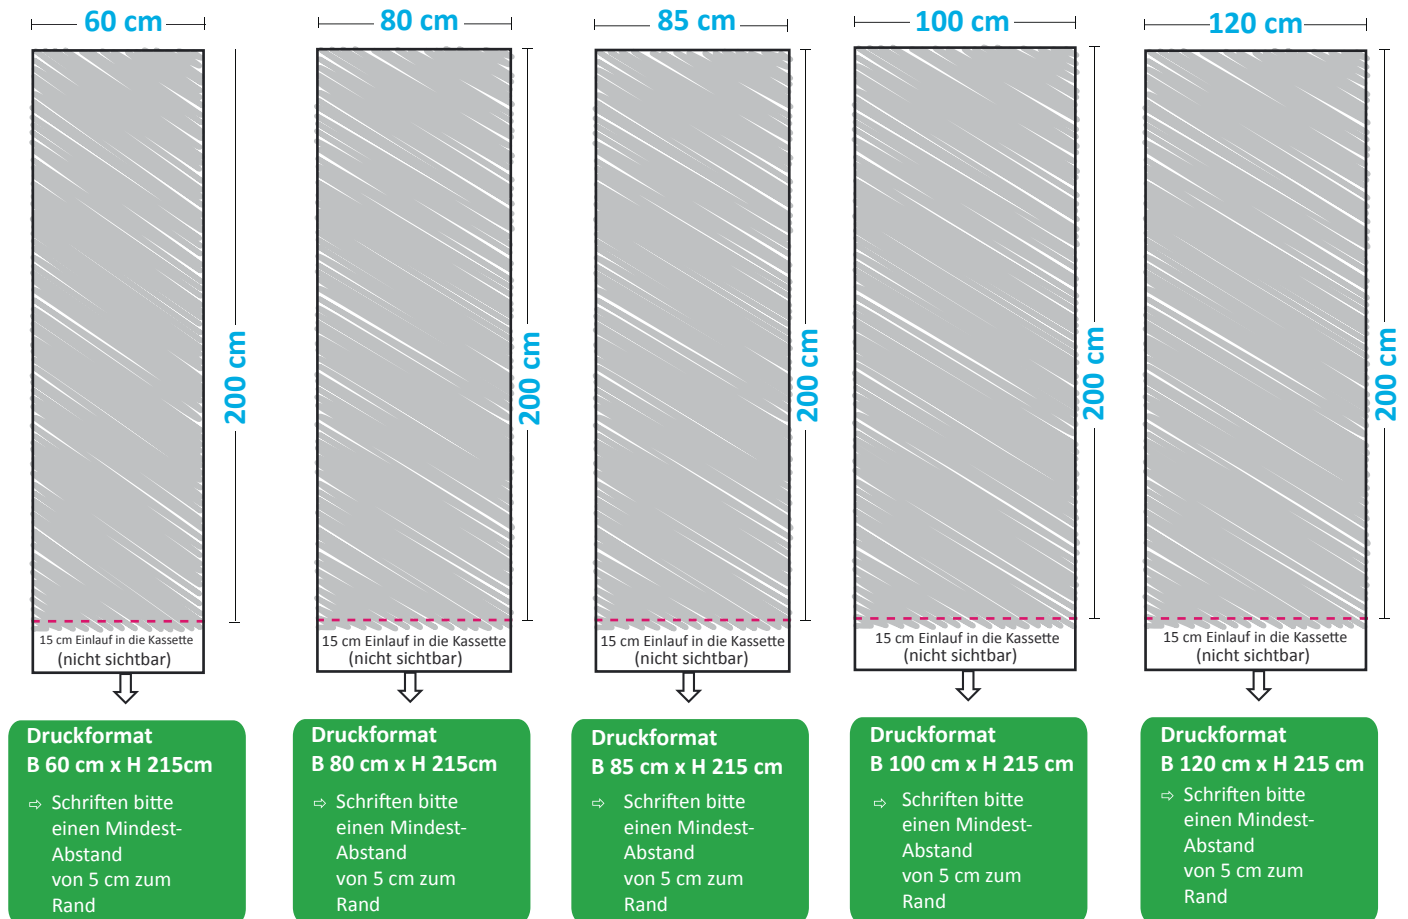 60 cm
200 cm
15 cm Einlauf in die Kassette
(nicht sichtbar)
Druckformat
B 60 cm x H 215cm
⇨ Schriften bitte
einen Mindest-
Abstand
von 5 cm zum
Rand
80 cm
200 cm
15 cm Einlauf in die Kassette
(nicht sichtbar)
Druckformat
B 80 cm x H 215cm
⇨ Schriften bitte
einen Mindest-
Abstand
von 5 cm zum
Rand
85 cm
200 cm
15 cm Einlauf in die Kassette
(nicht sichtbar)
Druckformat
B 85 cm x H 215 cm
⇨ Schriften bitte
einen Mindest-
Abstand
von 5 cm zum
Rand
100 cm
200 cm
15 cm Einlauf in die Kassette
(nicht sichtbar)
Druckformat
B 100 cm x H 215 cm
⇨ Schriften bitte
einen Mindest-
Abstand
von 5 cm zum
Rand
120 cm
200 cm
15 cm Einlauf in die Kassette
(nicht sichtbar)
Druckformat
B 120 cm x H 215 cm
⇨ Schriften bitte
einen Mindest-
Abstand
von 5 cm zum
Rand